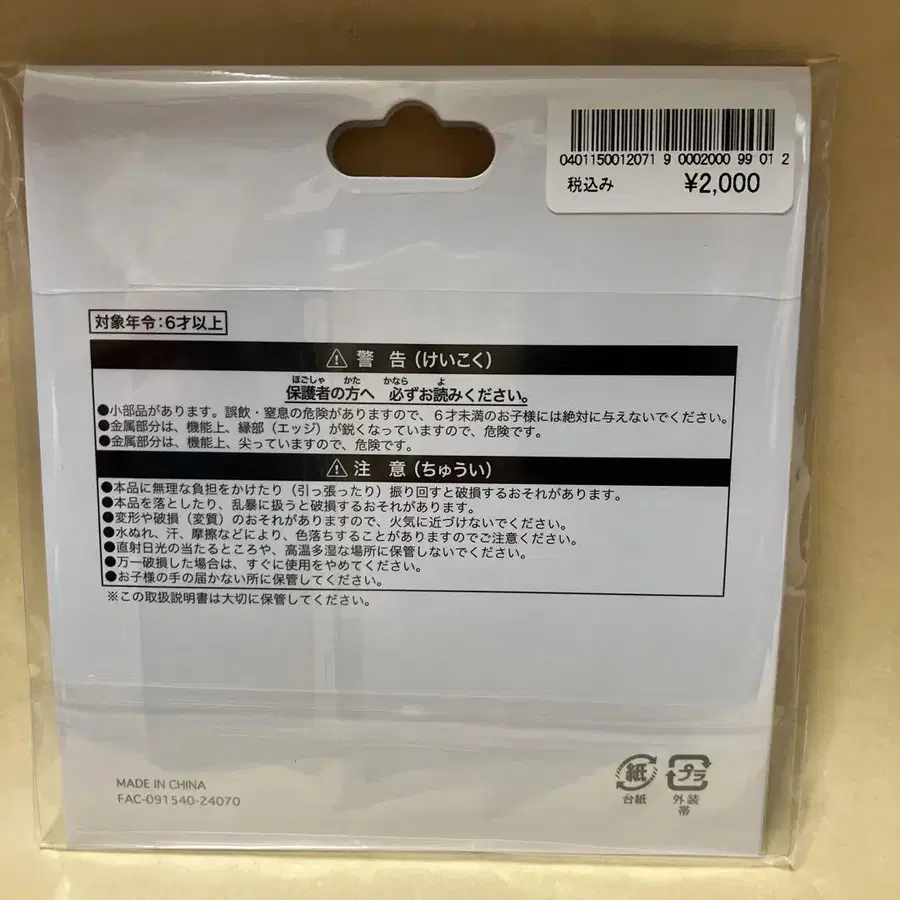 0401150012071 9 0002000 99 01 2
税込み ¥2,000
対象年令:6才以上
⚠ 警 告 (けいこく)
ほごしゃ かた かなら よ
保護者の方へ 必ずお読みください。
●小部品があります。誤飲・窒息の危険がありますので、6才未満のお子様には絶対に与えないでください。
●金属部分は、機能上、縁部(エッジ)が鋭くなっていますので、危険です。
●金属部分は、機能上、尖っていますので、危険です。
⚠ 注 意 (ちゅうい)
●本品に無理な負担をかけたり(引っ張ったり)振り回すと破損するおそれがあります。
●本品を落としたり、乱暴に扱うと破損するおそれがあります。
●変形や破損(変質)のおそれがありますので、火気に近づけないでください。
●水ぬれ、汗、摩擦などにより、色落ちすることがありますのでご注意ください。
●直射日光の当たるところや、高温多湿な場所に保管しないでください。
●万一破損した場合は、すぐに使用をやめてください。
●お子様の手の届かない所に保管してください。
※この取扱説明書は大切に保管してください。
MADE IN CHINA
FAC-091540-24070
紙 プラ
台紙 外装
帯